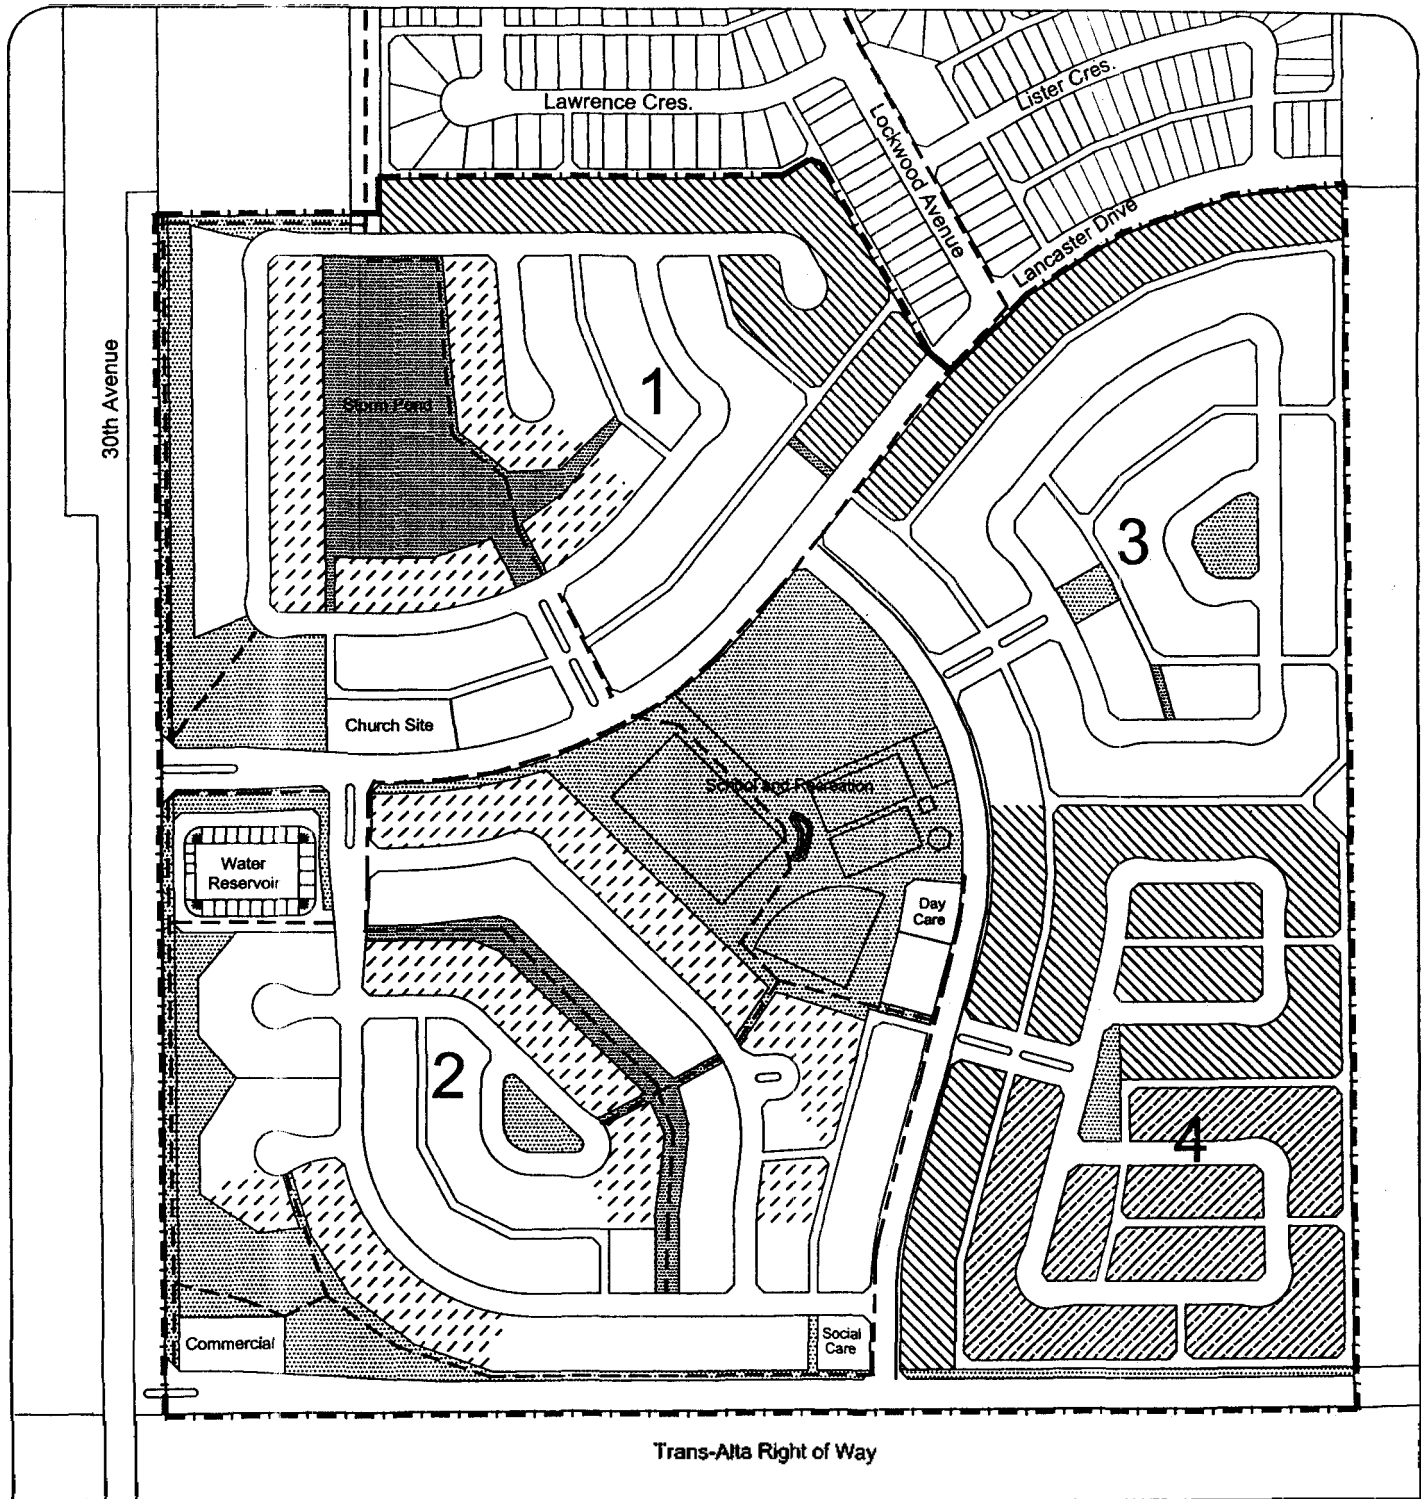 Lawrence Cres.
Lister Cres.
Lockwood Avenue
Lancaster Drive
30th Avenue
Storm Pond
1
3
Church Site
School and Recreation
Water
Reservoir
Day
Care
2
4
Commercial
Social
Care
Trans-Alta Right of Way